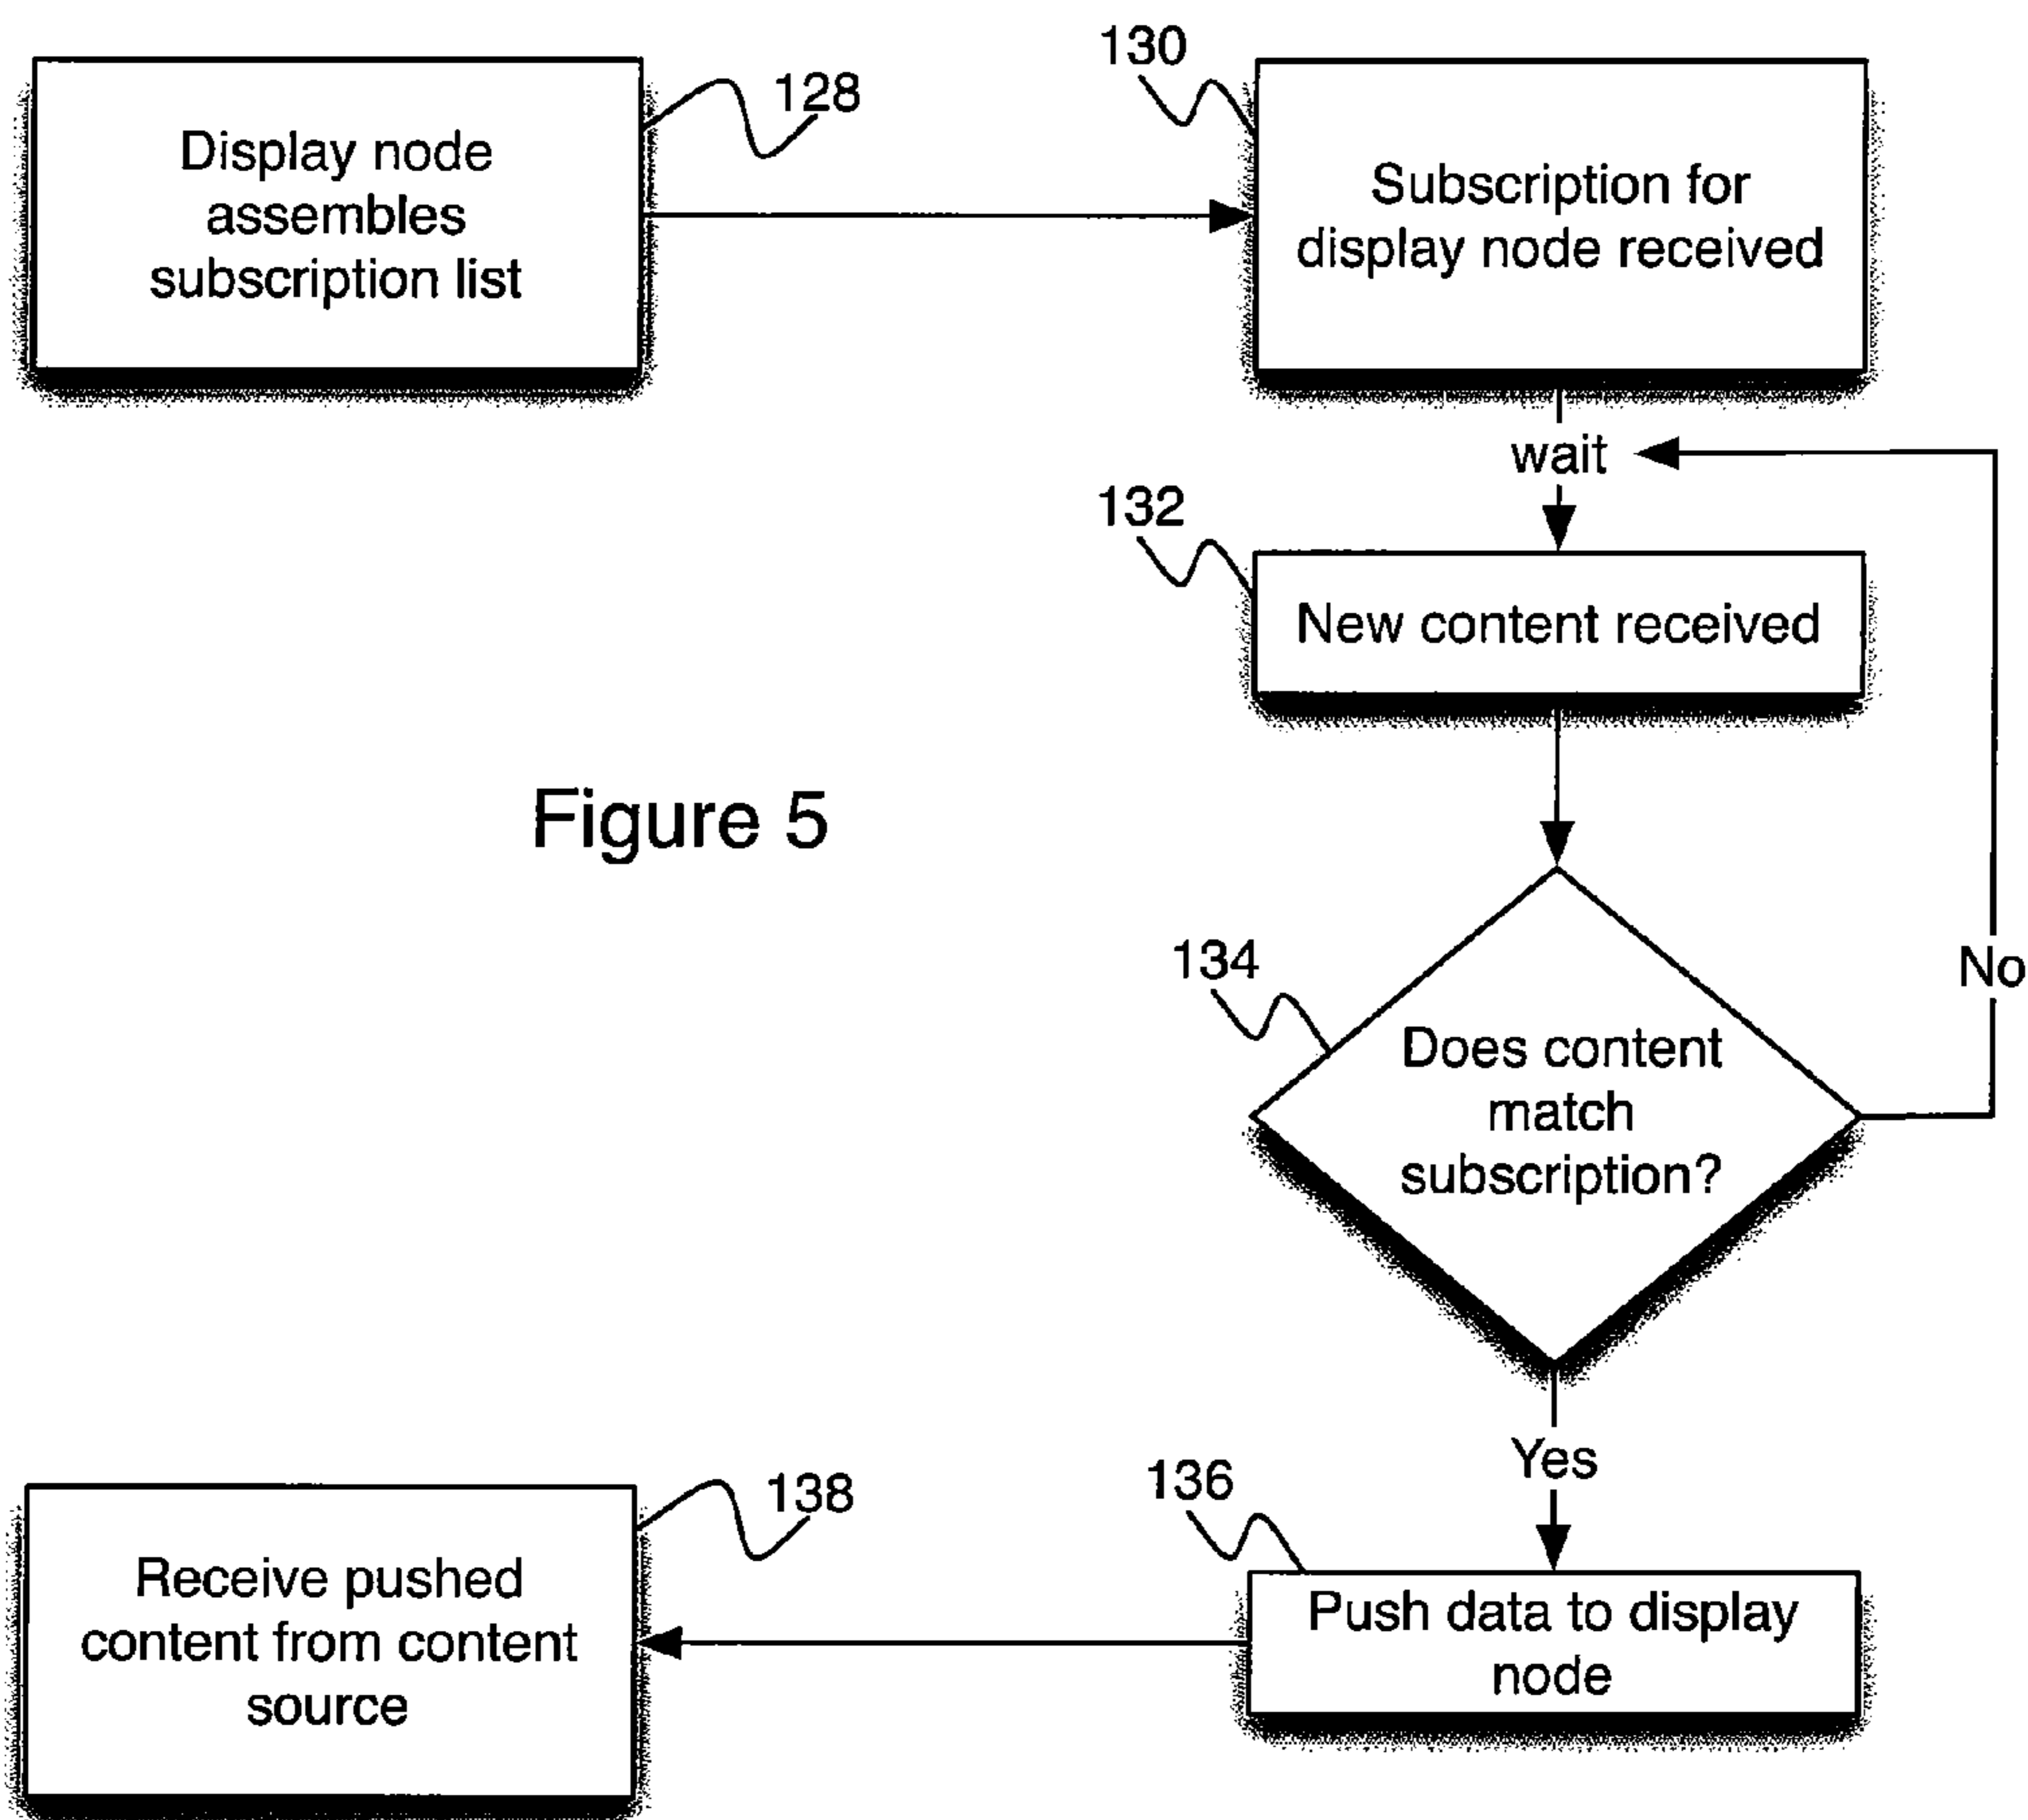 128
Display node
assembles
subscription list
130
Subscription for
display node received
wait
132
New content received
Figure 5
134
Does content
match
subscription?
No
Yes
136
Push data to display
node
138
Receive pushed
content from content
source